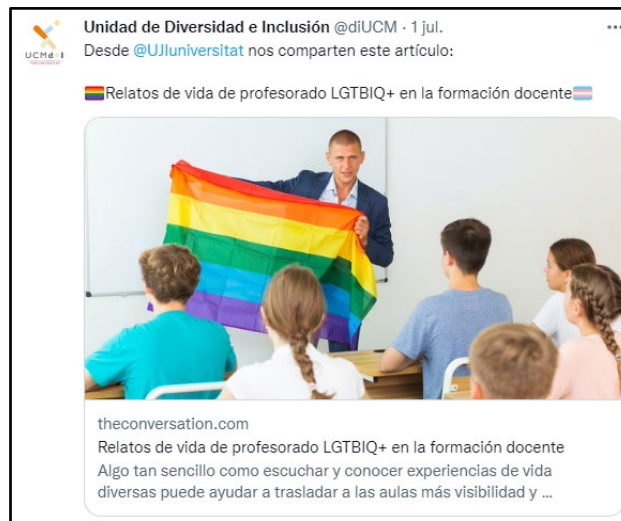 Unidad de Diversidad e Inclusión @diUCM · 1 jul.
Desde @UJIuniversitat nos comparten este artículo:
🏳️‍🌈Relatos de vida de profesorado LGTBIQ+ en la formación docente🏳️‍⚧️
UCMd+i
theconversation.com
Relatos de vida de profesorado LGTBIQ+ en la formación docente
Algo tan sencillo como escuchar y conocer experiencias de vida
diversas puede ayudar a trasladar a las aulas más visibilidad y ...